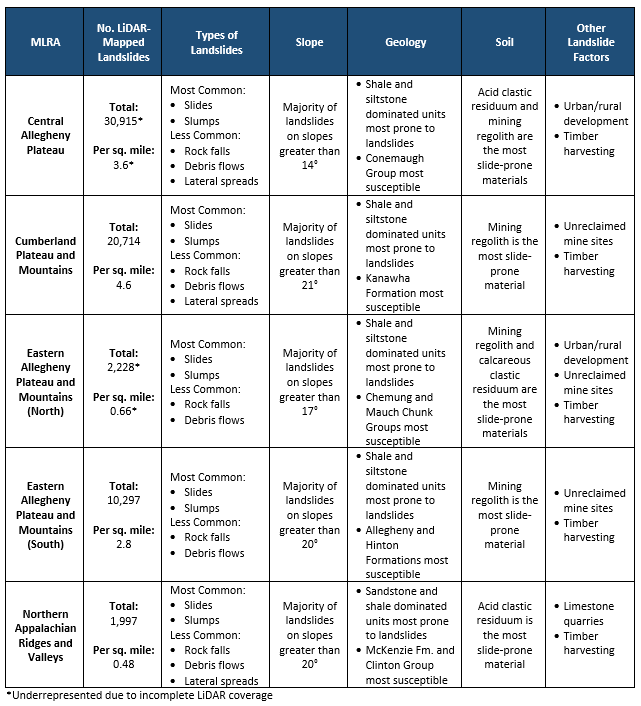 MLRA
No. LiDAR-
Mapped
Landslides
Types of
Landslides
Slope
Geology
Soil
Other
Landslide
Factors
Central
Allegheny
Plateau
Total:
30,915*
Per sq. mile:
3.6*
Most Common:
• Slides
• Slumps
Less Common:
• Rock falls
• Debris flows
• Lateral spreads
Majority of
landslides
on slopes
greater than
14°
• Shale and
siltstone
dominated units
most prone to
landslides
• Conemaugh
Group most
susceptible
Acid clastic
residuum and
mining
regolith are
the most
slide-prone
materials
• Urban/rural
development
• Timber
harvesting
Cumberland
Plateau and
Mountains
Total:
20,714
Per sq. mile:
4.6
Most Common:
• Slides
• Slumps
Less Common:
• Rock falls
• Debris flows
• Lateral spreads
Majority of
landslides
on slopes
greater than
21°
• Shale and
siltstone
dominated units
most prone to
landslides
• Kanawha
Formation most
susceptible
Mining
regolith is the
most slide-
prone
material
• Unreclaimed
mine sites
• Timber
harvesting
Eastern
Allegheny
Plateau and
Mountains
(North)
Total:
2,228*
Per sq. mile:
0.66*
Most Common:
• Slides
• Slumps
Less Common:
• Rock falls
• Debris flows
Majority of
landslides
on slopes
greater than
17°
• Shale and
siltstone
dominated units
most prone to
landslides
• Chemung and
Mauch Chunk
Groups most
susceptible
Mining
regolith and
calcareous
clastic
residuum are
the most
slide-prone
materials
• Urban/rural
development
• Unreclaimed
mine sites
• Timber
harvesting
Eastern
Allegheny
Plateau and
Mountains
(South)
Total:
10,297
Per sq. mile:
2.8
Most Common:
• Slides
• Slumps
Less Common:
• Rock falls
• Debris flows
Majority of
landslides
on slopes
greater than
20°
• Shale and
siltstone
dominated units
most prone to
landslides
• Allegheny and
Hinton
Formations most
susceptible
Mining
regolith is the
most slide-
prone
material
• Unreclaimed
mine sites
• Timber
harvesting
Northern
Appalachian
Ridges and
Valleys
Total:
1,997
Per sq. mile:
0.48
Most Common:
• Slides
• Slumps
Less Common:
• Rock falls
• Debris flows
• Lateral spreads
Majority of
landslides
on slopes
greater than
20°
• Sandstone and
shale dominated
units most prone
to landslides
• McKenzie Fm. and
Clinton Group
most susceptible
Acid clastic
residuum is
the most
slide-prone
material
• Limestone
quarries
• Timber
harvesting
*Underrepresented due to incomplete LiDAR coverage